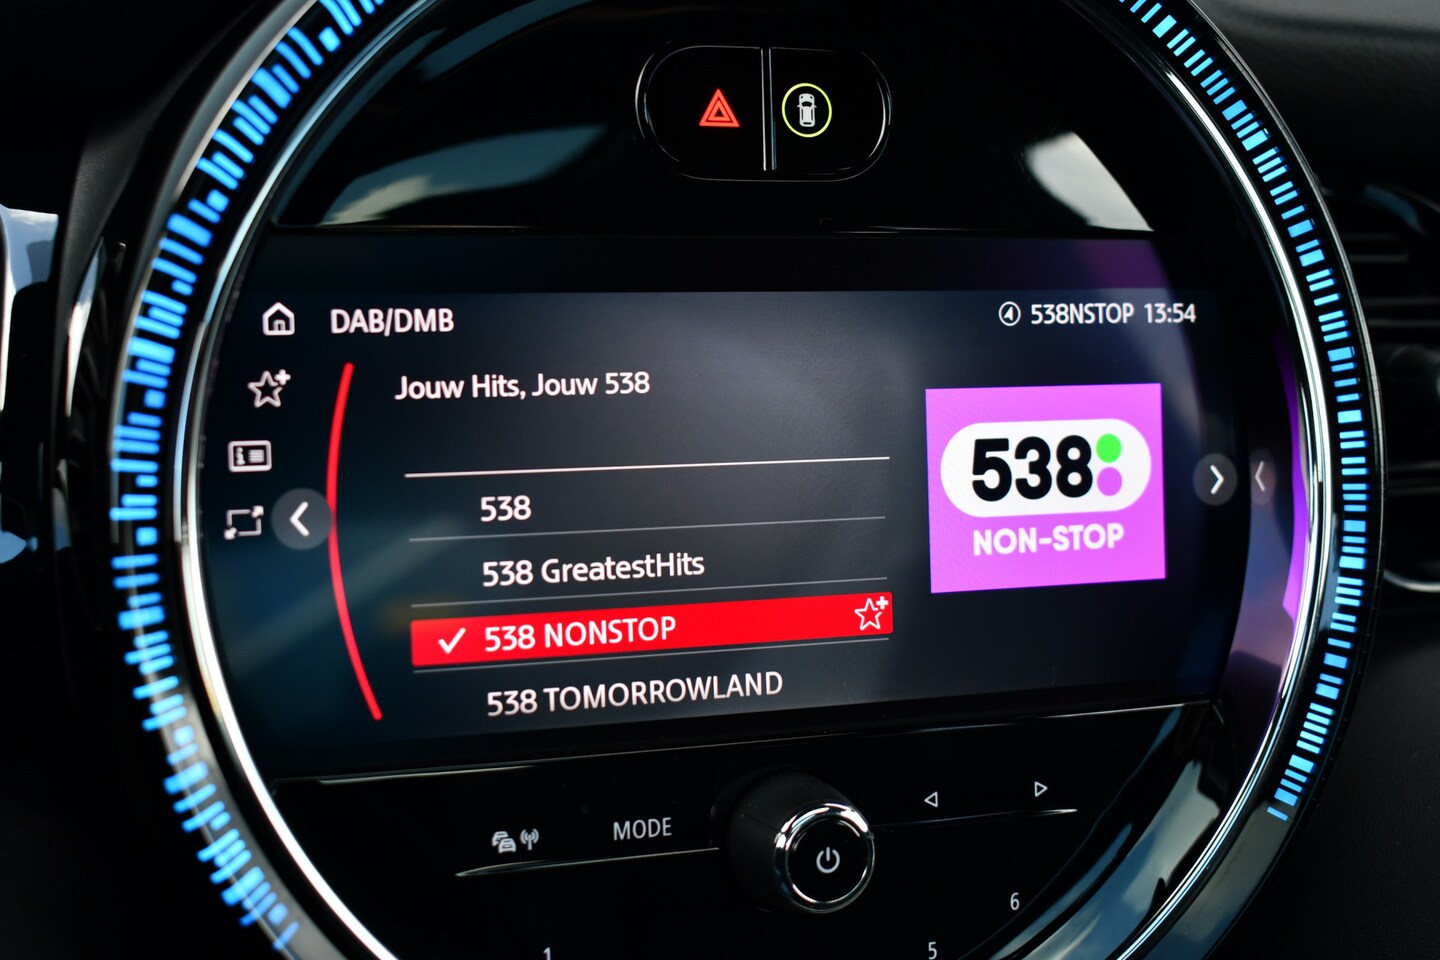 DAB/DMB
538NSTOP 13:54
Jouw Hits, Jouw 538
538
538 GreatestHits
538 NONSTOP
538 TOMORROWLAND
538
NON-STOP
MODE
1
5
6